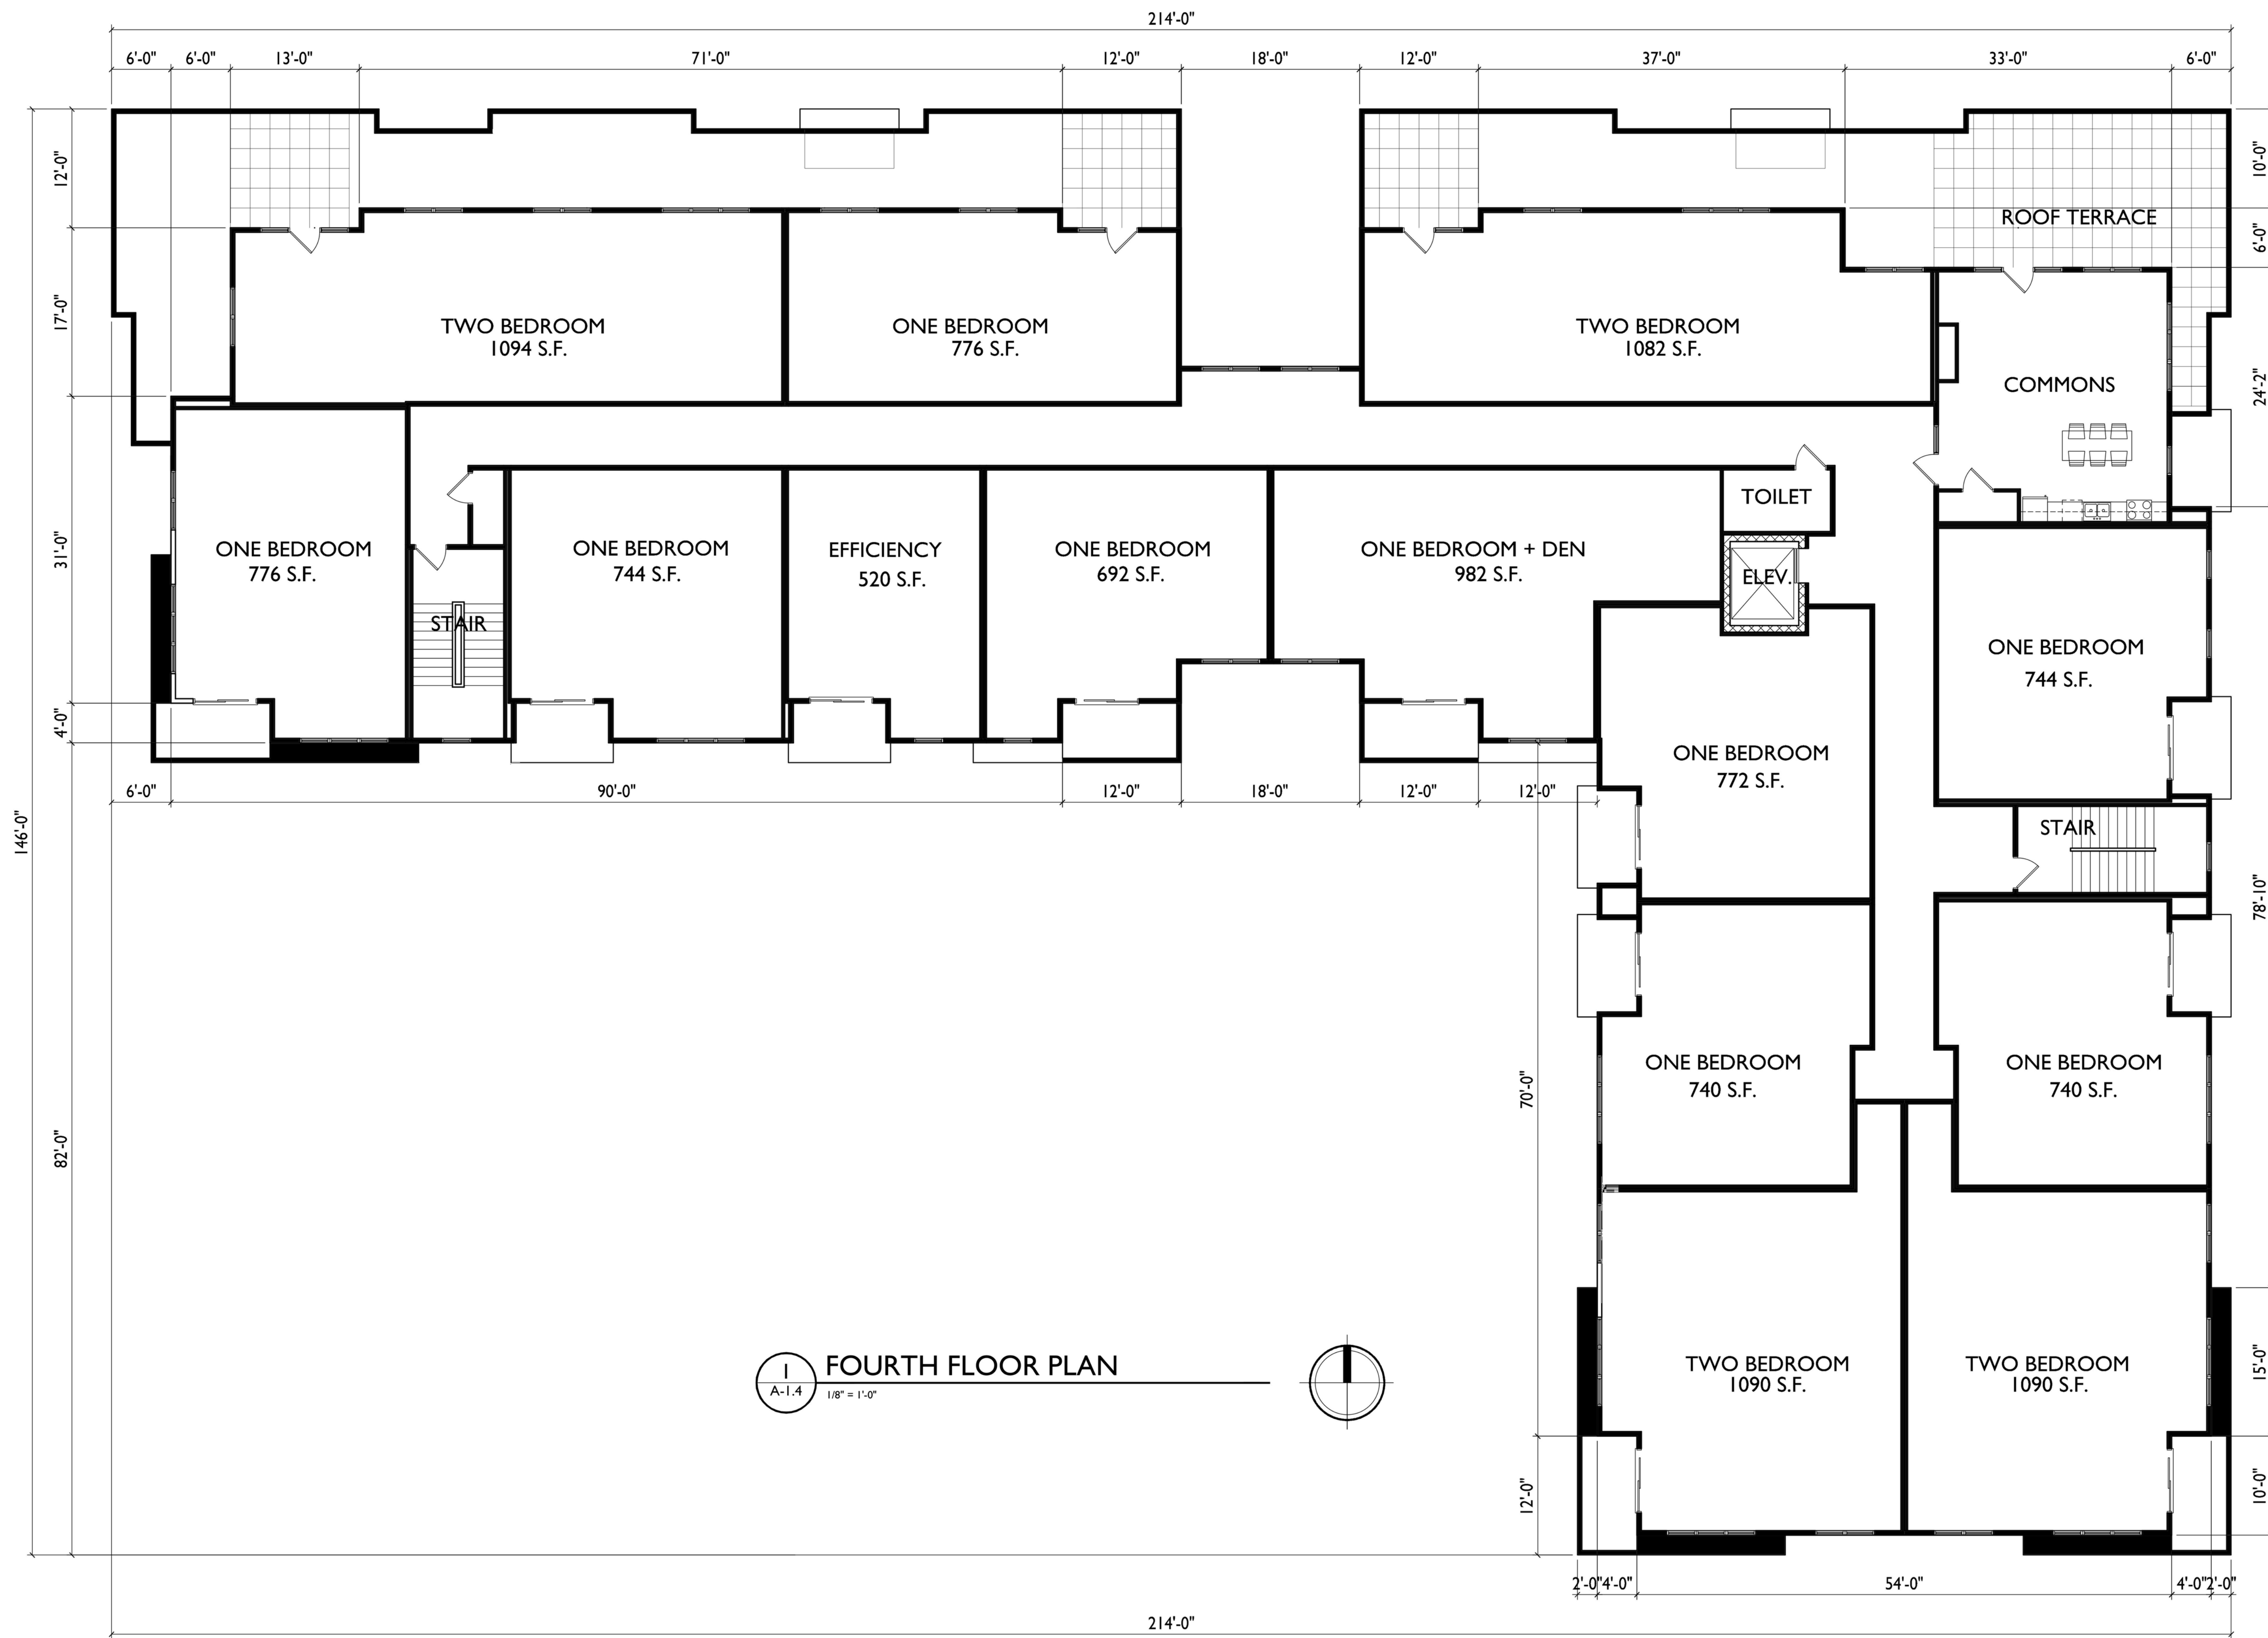 214'-0"
6'-0" 6'-0" 13'-0" 71'-0" 12'-0" 18'-0" 12'-0" 37'-0" 33'-0" 6'-0"
12'-0"
10'-0"
ROOF TERRACE
6'-0"
17'-0"
TWO BEDROOM
1094 S.F.
ONE BEDROOM
776 S.F.
TWO BEDROOM
1082 S.F.
COMMONS
24'-2"
TOILET
31'-0"
ONE BEDROOM
776 S.F.
STAIR
ONE BEDROOM
744 S.F.
EFFICIENCY
520 S.F.
ONE BEDROOM
692 S.F.
ONE BEDROOM + DEN
982 S.F.
ELEV.
ONE BEDROOM
744 S.F.
4'-0"
ONE BEDROOM
772 S.F.
6'-0" 90'-0" 12'-0" 18'-0" 12'-0" 12'-0"
146'-0"
STAIR
78'-10"
ONE BEDROOM
740 S.F.
ONE BEDROOM
740 S.F.
70'-0"
82'-0"
1
A-1.4
FOURTH FLOOR PLAN
1/8" = 1'-0"
TWO BEDROOM
1090 S.F.
TWO BEDROOM
1090 S.F.
15'-0"
12'-0"
10'-0"
2'-0" 4'-0" 54'-0" 4'-0" 2'-0"
214'-0"